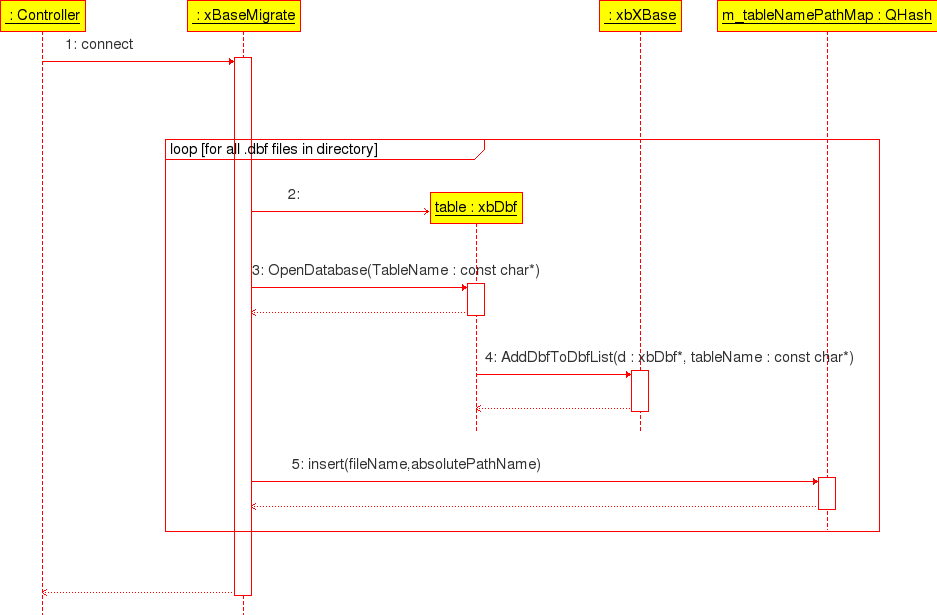 : Controller
: xBaseMigrate
: xbXBase
m_tableNamePathMap : QHash
1: connect
loop [for all .dbf files in directory]
2:
table : xbDbf
3: OpenDatabase(TableName : const char*)
4: AddDbfToDbfList(d : xbDbf*, tableName : const char*)
5: insert(fileName,absolutePathName)